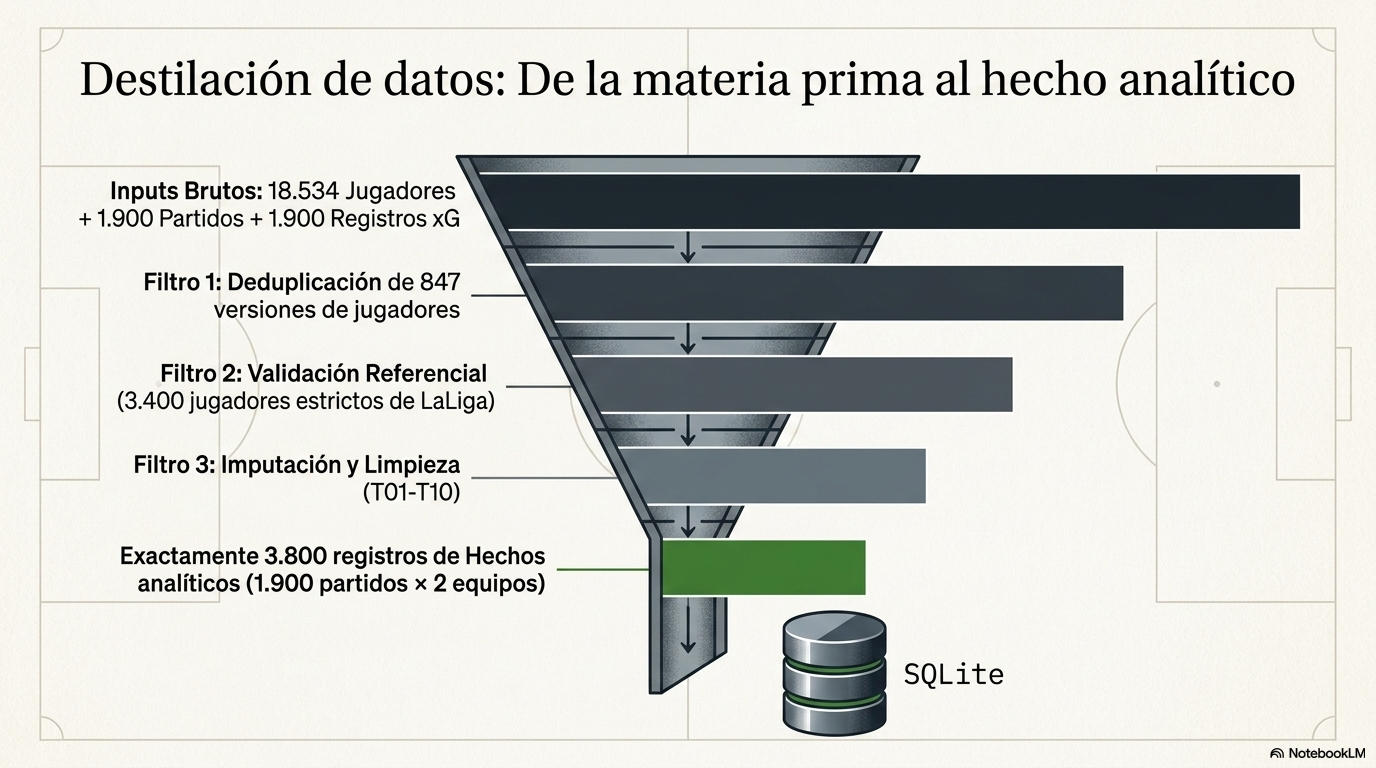 Destilación de datos: De la materia prima al hecho analítico
Inputs Brutos: 18.534 Jugadores
+ 1.900 Partidos + 1.900 Registros xG
Filtro 1: Deduplicación de 847
versiones de jugadores
Filtro 2: Validación Referencial
(3.400 jugadores estrictos de LaLiga)
Filtro 3: Imputación y Limpieza
(T01-T10)
Exactamente 3.800 registros de Hechos
analíticos (1.900 partidos × 2 equipos)
SQLite
NotebookLM